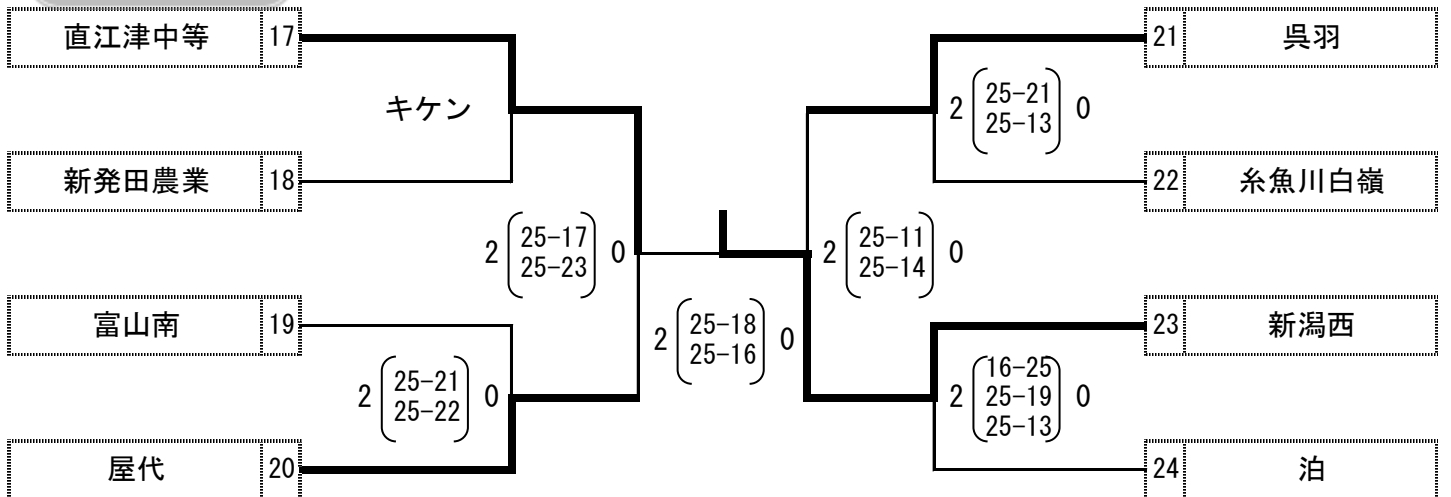 直江津中等 17
キケン
新発田農業 18
2 25-17 0
25-23
富山南 19
2 25-21 0
25-22
屋代 20
2 25-18 0
25-16
21 呉羽
2 25-21 0
25-13
22 糸魚川白嶺
2 25-11 0
25-14
23 新潟西
16-25
2 25-19 0
25-13
24 泊